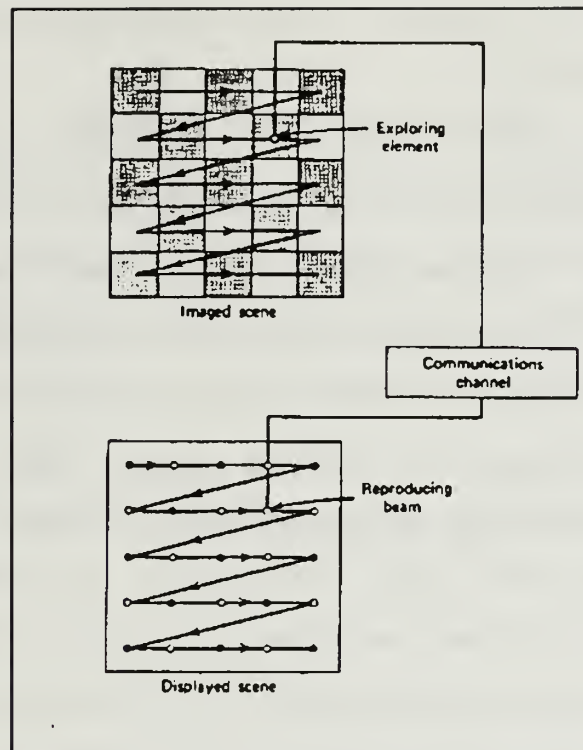 Exploring
element
Imaged scene
Communications
channel
Reproducing
beam
Displayed scene